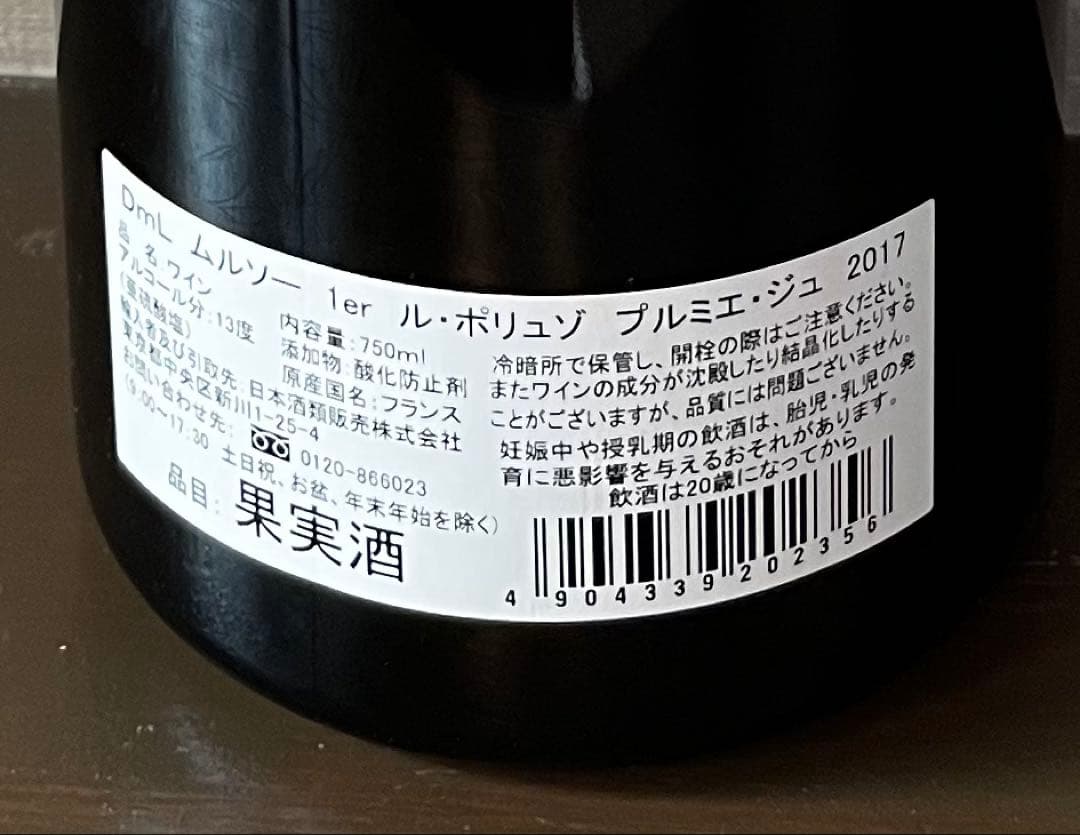 DmL ムルソー 1er ル・ポリュゾ プルミエ・ジュ 2017
品 名:ワイン
アルコール分:13度 内容量:750ml
添加物:酸化防止剤
(亜硫酸塩) 原産国名:フランス
輸入者及び引取先:日本酒類販売株式会社
東京都中央区新川1-25-4
お問い合わせ先: 0120-866023
(9:00~17:30 土日祝、お盆、年末年始を除く)
品目: 果実酒
冷暗所で保管し、開栓の際はご注意ください。
またワインの成分が沈殿したり結晶化したりする
ことがございますが、品質には問題ございません。
妊娠中や授乳期の飲酒は、胎児・乳児の発
育に悪影響を与えるおそれがあります。
飲酒は20歳になってから
4 904339 202356